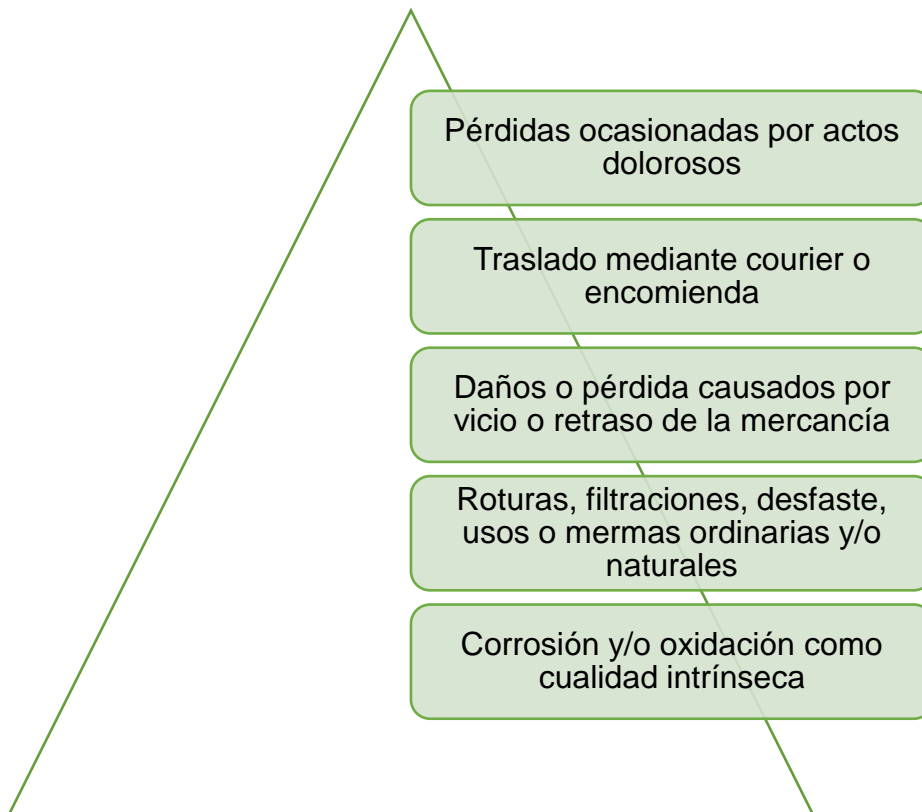 Pérdidas ocasionadas por actos
dolorosos
Traslado mediante courier o
encomienda
Daños o pérdida causados por
vicio o retraso de la mercancía
Roturas, filtraciones, desfaste,
usos o mermas ordinarias y/o
naturales
Corrosión y/o oxidación como
cualidad intrínseca